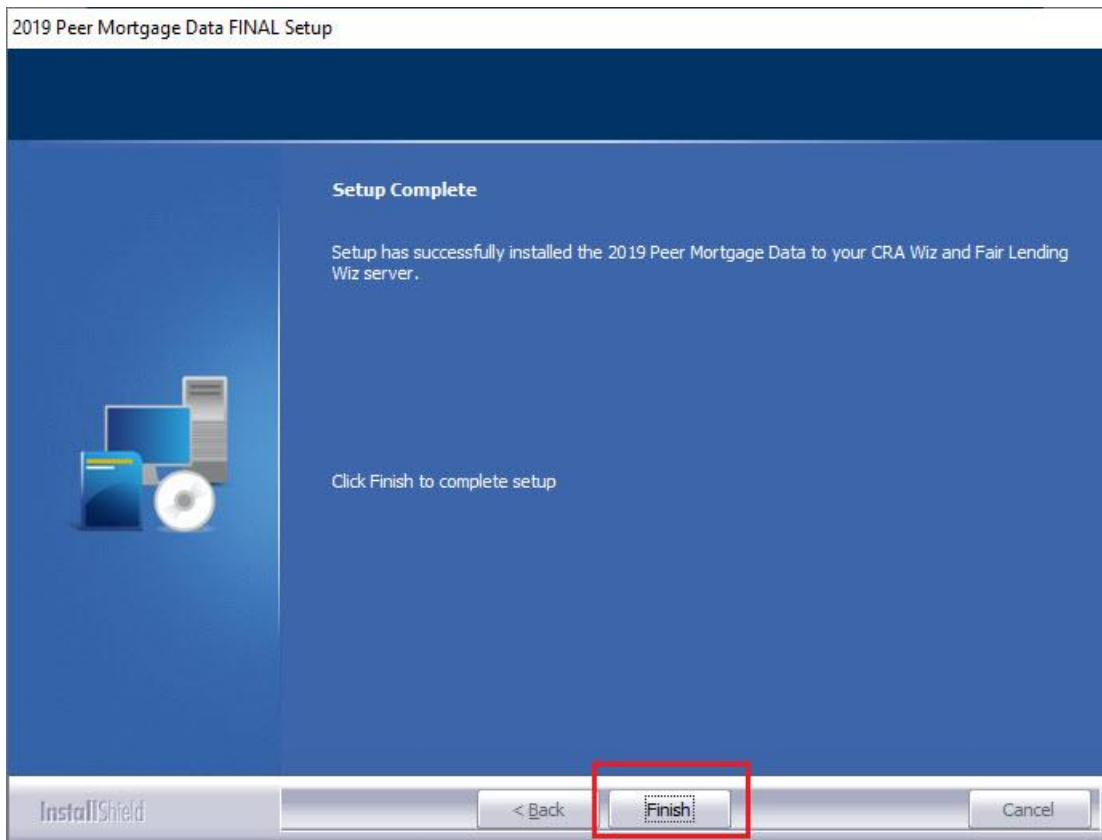 2019 Peer Mortgage Data FINAL Setup
Setup Complete
Setup has successfully installed the 2019 Peer Mortgage Data to your CRA Wiz and Fair Lending
Wiz server.
Click Finish to complete setup
InstallShield
< Back
Finish
Cancel